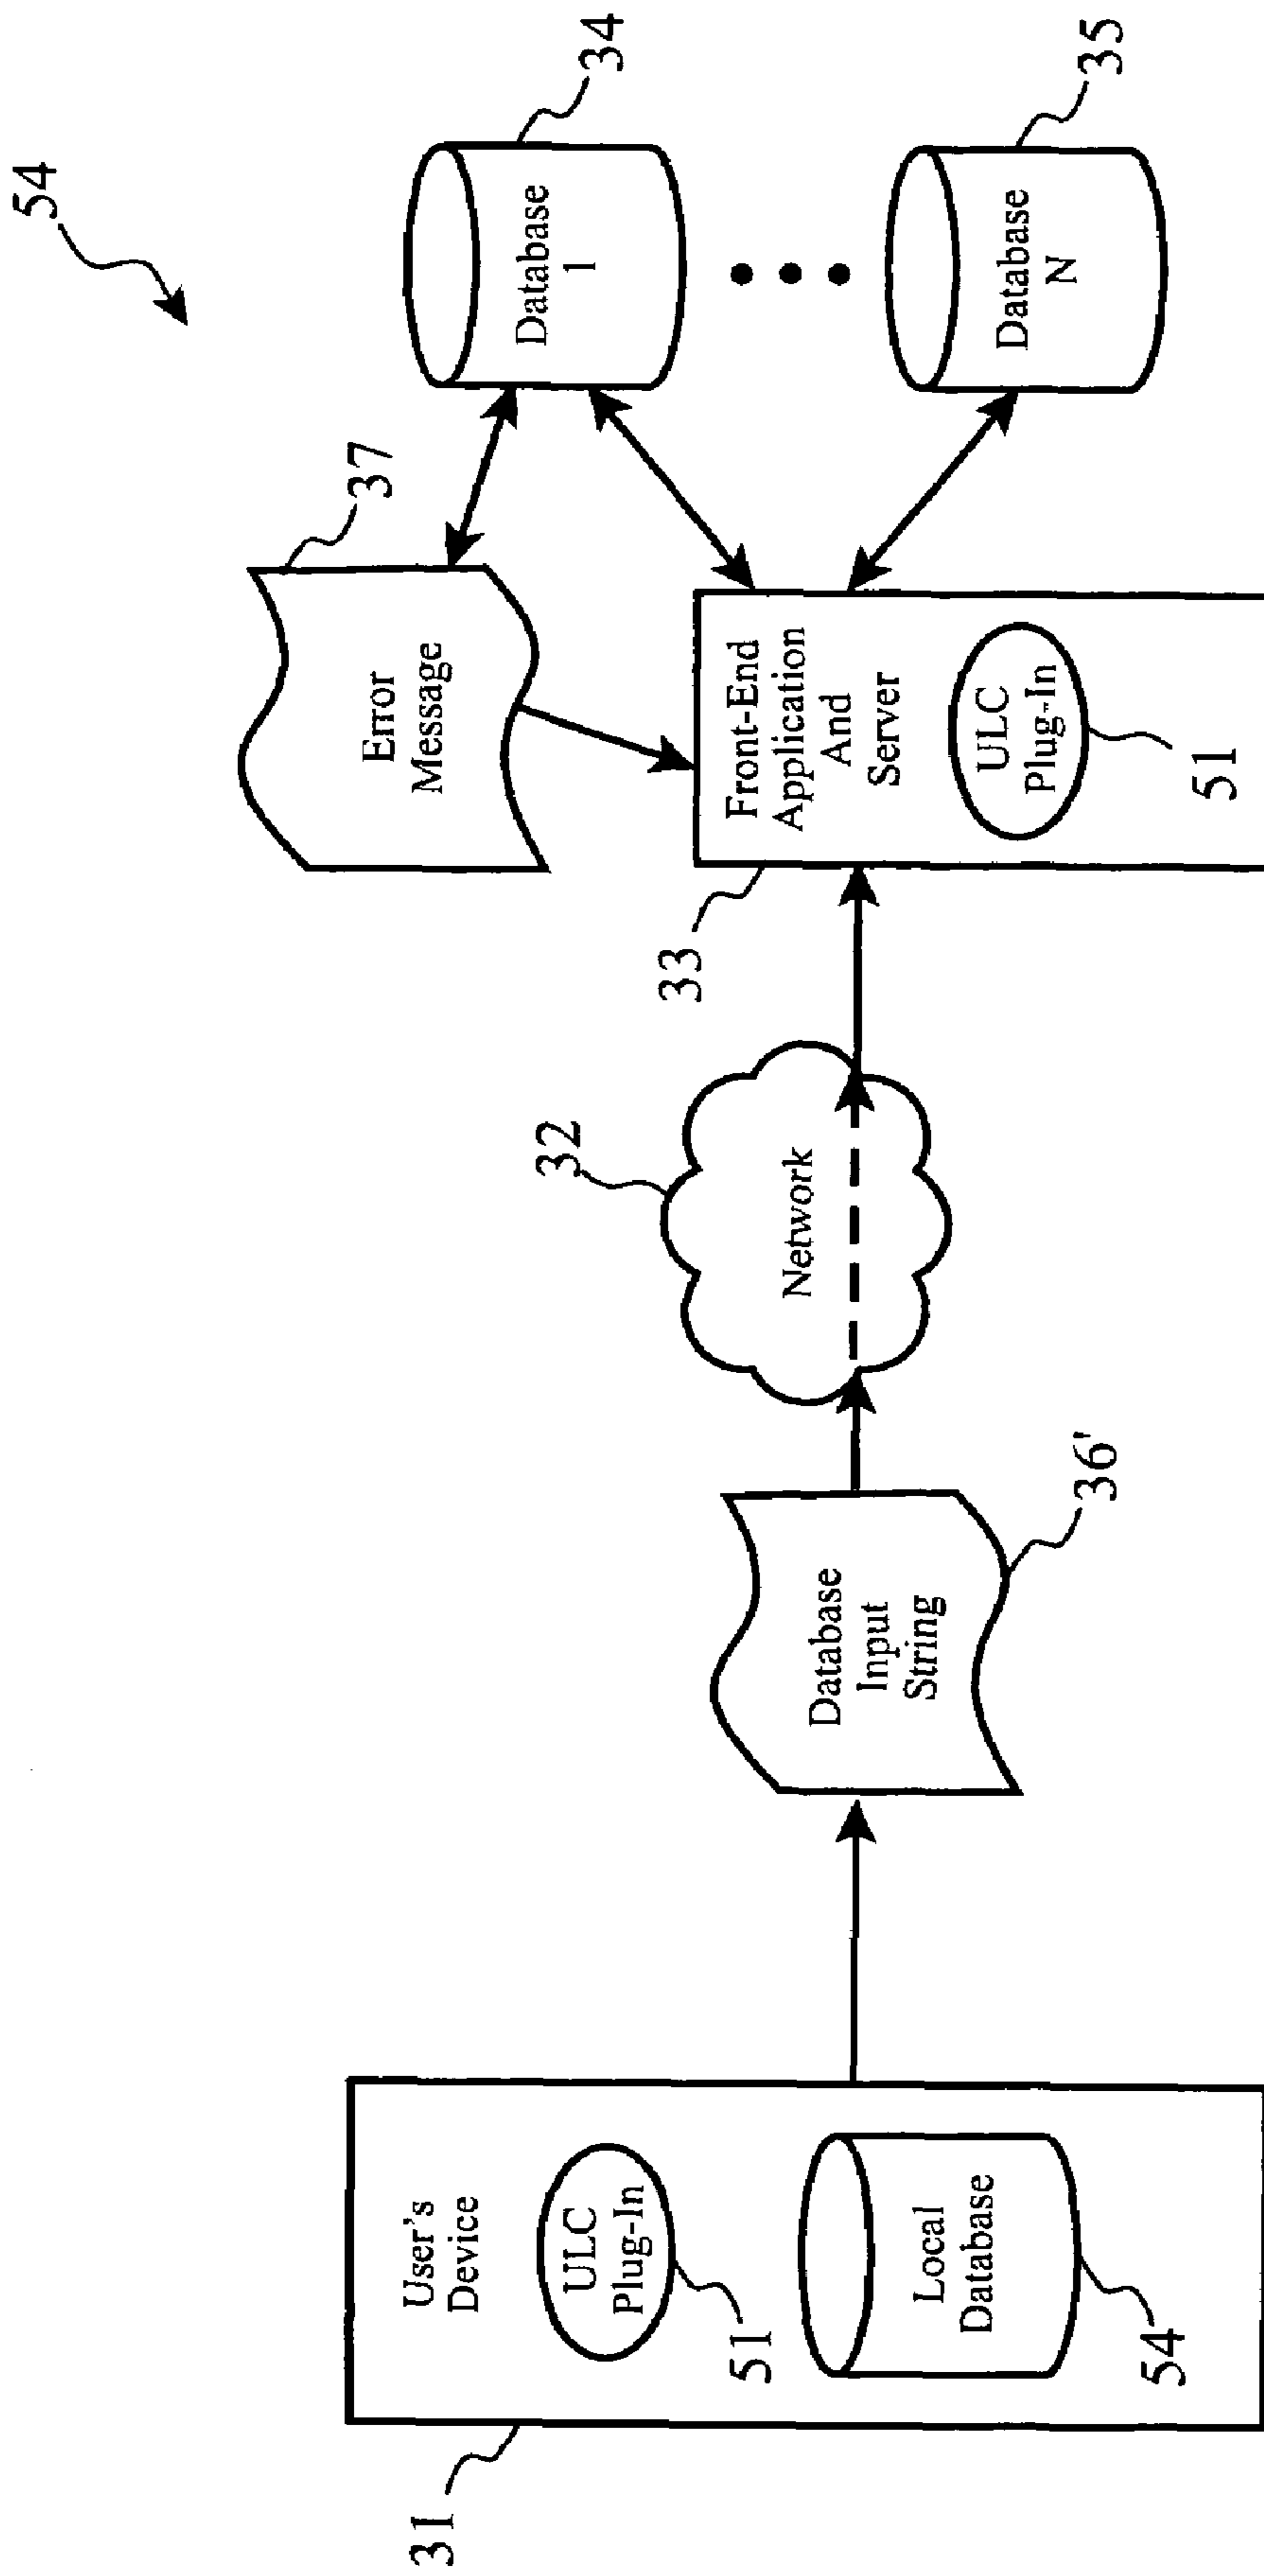 54
31
User's
Device
ULC
Plug-In
51
Local
Database
54
Database
Input
String
36'
32
Network
37
Error
Message
33
Front-End
Application
And
Server
ULC
Plug-In
51
Database
1
34
Database
N
35